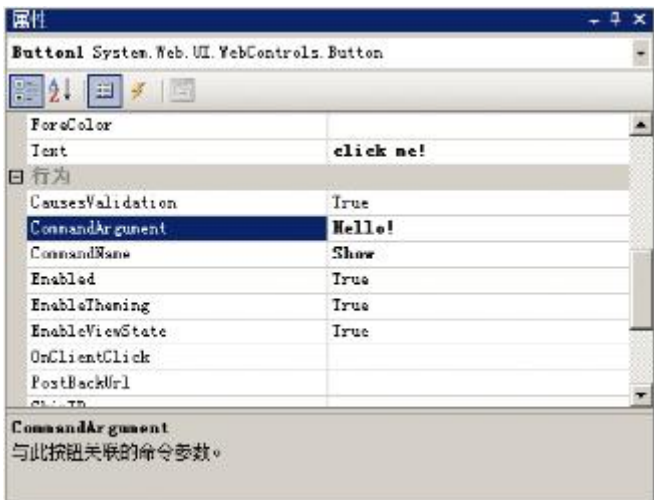 属性
Button1 System.Web.UI.WebControls.Button
ForeColor
Text click me!
行为
CausesValidation True
CommandArgument Hello!
CommandName Show
Enabled True
EnableTheming True
EnableViewState True
OnClientClick
PostBackUrl
SkinID
CommandArgument
与此按钮关联的命令参数。